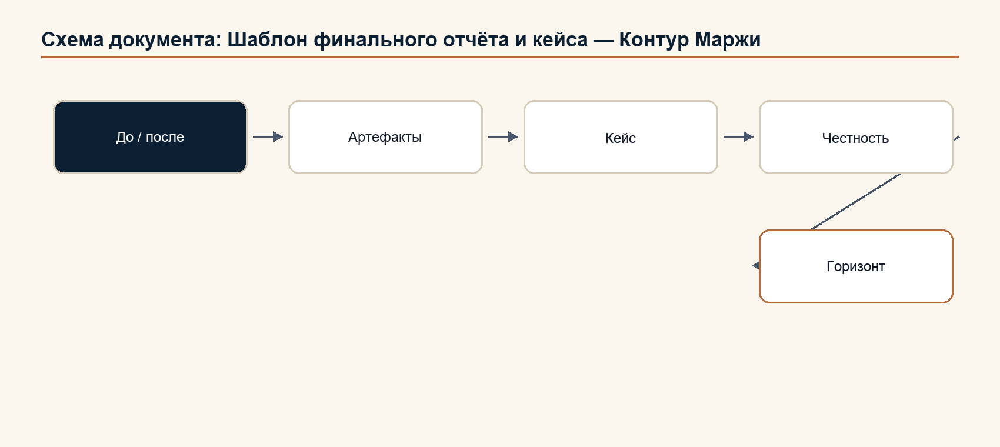 Схема документа: Шаблон финального отчёта и кейса — Контур Маржи
До / после
Артефакты
Кейс
Честность
Горизонт